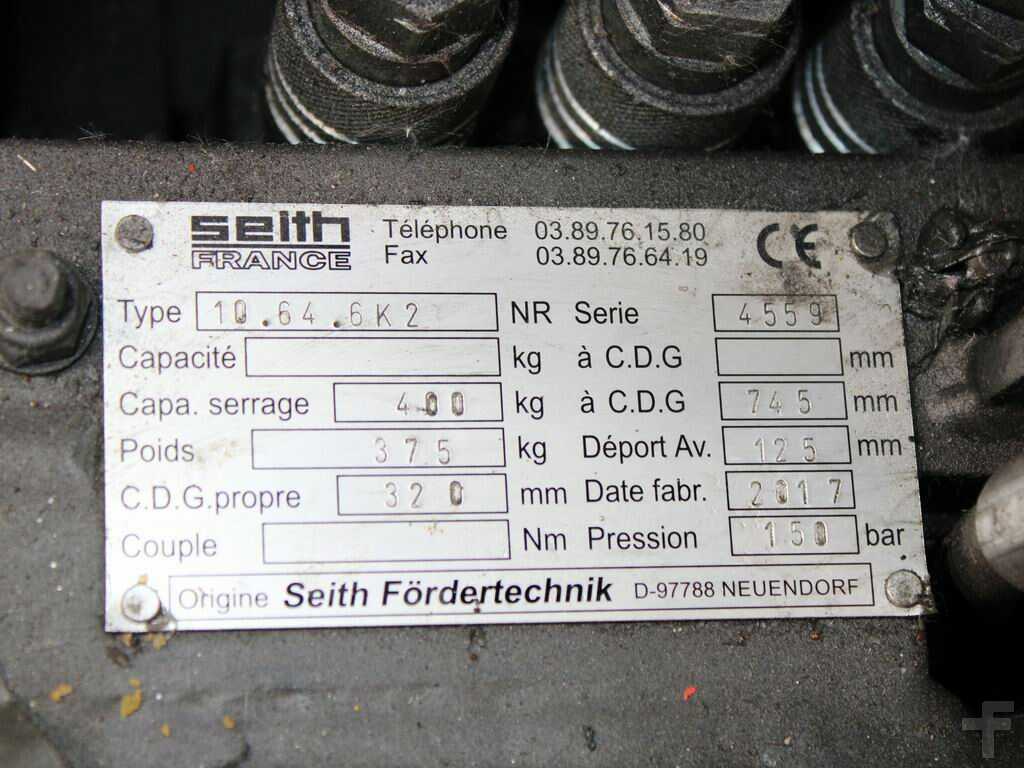 seith Téléphone 03.89.76.15.80 CE
FRANCE Fax 03.89.76.64.19
Type 10.64.6K2 NR Serie 4559
Capacité kg à C.D.G mm
Capa. serrage 400 kg à C.D.G 745 mm
Poids 375 kg Déport Av. 125 mm
C.D.G.propre 320 mm Date fabr. 2017
Couple Nm Pression 150 bar
Origine Seith Fördertechnik D-97788 NEUENDORF